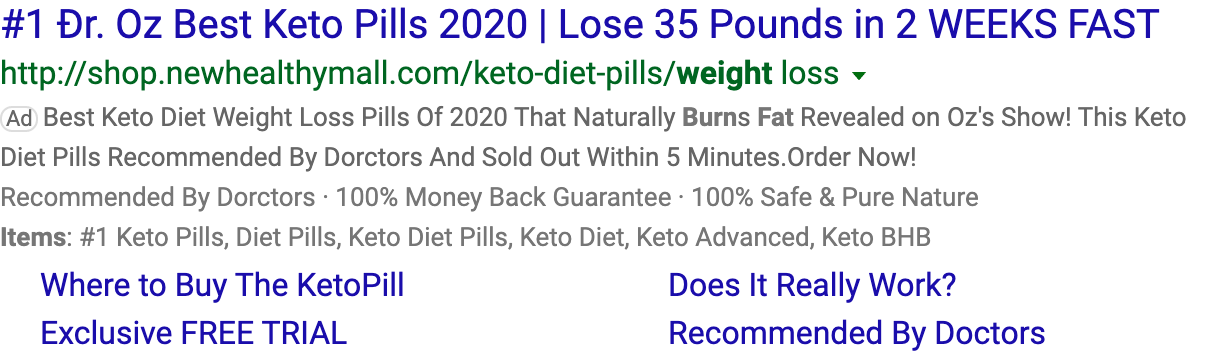 #1 Ðr. Oz Best Keto Pills 2020 | Lose 35 Pounds in 2 WEEKS FAST
http://shop.newhealthymall.com/keto-diet-pills/weight loss
Ad Best Keto Diet Weight Loss Pills Of 2020 That Naturally Burns Fat Revealed on Oz's Show! This Keto
Diet Pills Recommended By Dorctors And Sold Out Within 5 Minutes.Order Now!
Recommended By Dorctors · 100% Money Back Guarantee · 100% Safe & Pure Nature
Items: #1 Keto Pills, Diet Pills, Keto Diet Pills, Keto Diet, Keto Advanced, Keto BHB
Where to Buy The KetoPill
Does It Really Work?
Exclusive FREE TRIAL
Recommended By Doctors